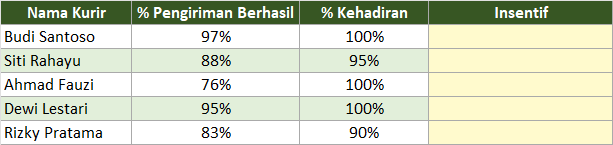 Nama Kurir % Pengiriman Berhasil % Kehadiran Insentif
Budi Santoso 97% 100%
Siti Rahayu 88% 95%
Ahmad Fauzi 76% 100%
Dewi Lestari 95% 100%
Rizky Pratama 83% 90%